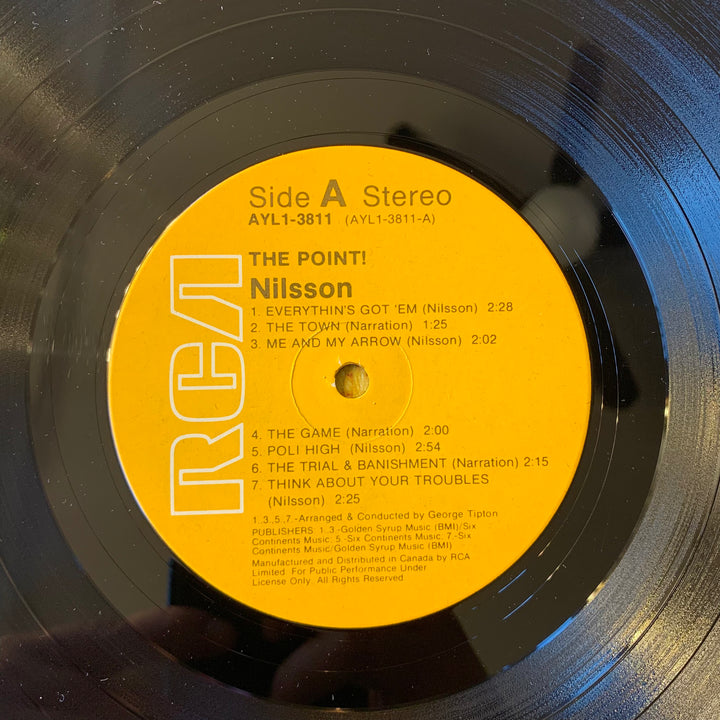 Side A Stereo
AYL1-3811 (AYL1-3811-A)
THE POINT!
Nilsson
1. EVERYTHIN'S GOT 'EM (Nilsson) 2:28
2. THE TOWN (Narration) 1:25
3. ME AND MY ARROW (Nilsson) 2:02
4. THE GAME (Narration) 2:00
5. POLI HIGH (Nilsson) 2:54
6. THE TRIAL & BANISHMENT (Narration) 2:15
7. THINK ABOUT YOUR TROUBLES
(Nilsson) 2:25
1.3.5.7.-Arranged & Conducted by George Tipton
PUBLISHERS: 1.3.-Golden Syrup Music (BMI)/Six
Continents Music. 5.-Six Continents Music. 7.-Six
Continents Music/Golden Syrup Music (BMI)
Manufactured and Distributed in Canada by RCA
Limited. For Public Performance Under
License Only. All Rights Reserved
RCA